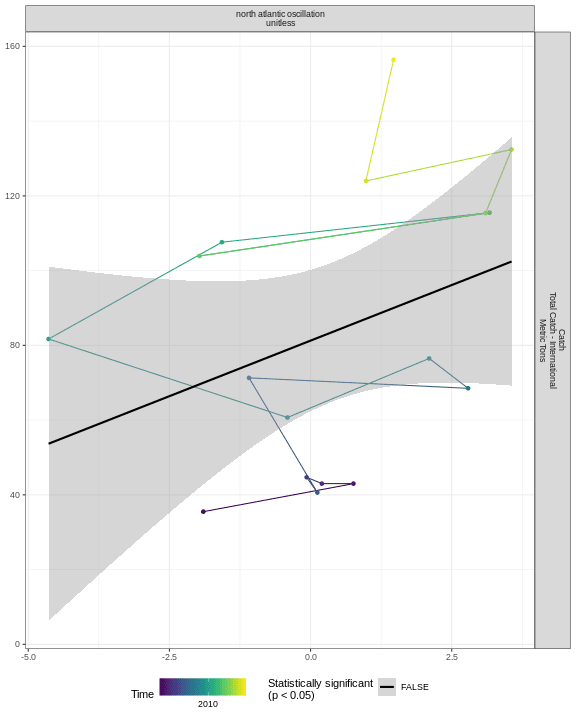 north atlantic oscillation
unitless
160
120
80
40
0
Catch
Total Catch - International
Metric Tons
-5.0
-2.5
0.0
2.5
Time
2010
Statistically significant
(p < 0.05)
FALSE